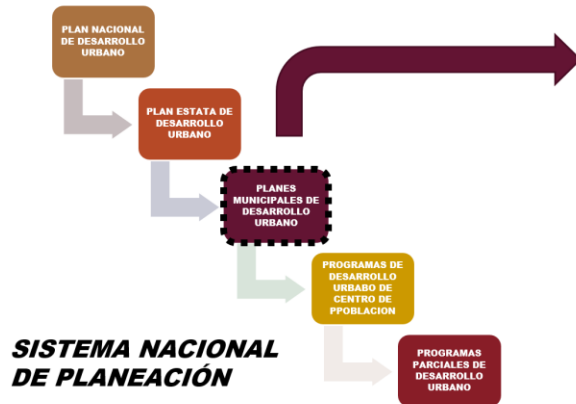 PLAN NACIONAL
DE DESARROLLO
URBANO
PLAN ESTATA DE
DESARROLLO
URBANO
PLANES
MUNICIPALES DE
DESARROLLO
URBANO
PROGRAMAS DE
DESARROLLO
URBABO DE
CENTRO DE
PPOBLACION
PROGRAMAS
PARCIALES DE
DESARROLLO
URBANO
SISTEMA NACIONAL
DE PLANEACIÓN